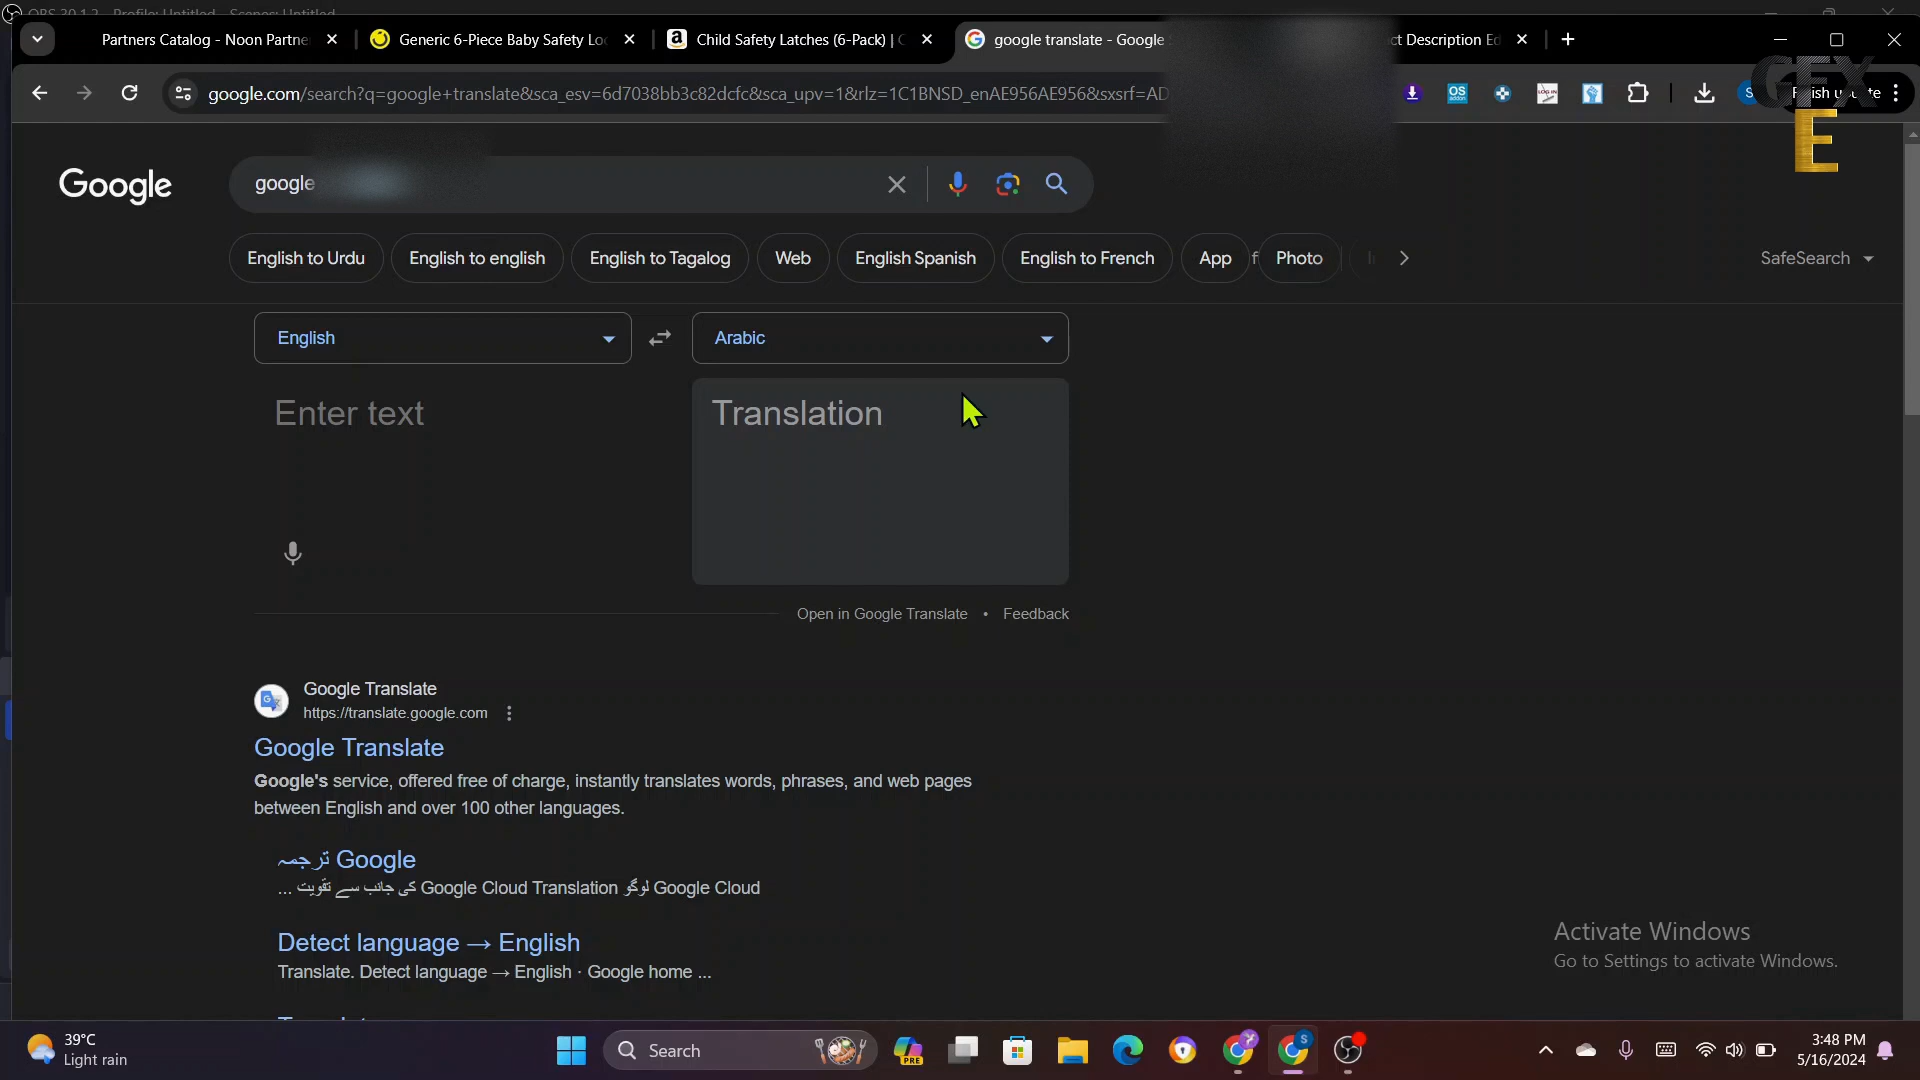 Partners Catalog - Noon Partne
Generic 6-Piece Baby Safety Lo
Child Safety Latches (6-Pack) |
google translate - Google
ct Description Ed
google.com/search?q=google+translate&sca_esv=6d7038bb3c82dcfc&sca_upv=1&rlz=1C1BNSD_enAE956AE956&sxsrf=AD
GFX
E
Google
google
English to Urdu
English to english
English to Tagalog
Web
English Spanish
English to French
App
Photo
SafeSearch
English
Arabic
Enter text
Translation
Open in Google Translate • Feedback
Google Translate
https://translate.google.com
Google Translate
Google's service, offered free of charge, instantly translates words, phrases, and web pages
between English and over 100 other languages.
Google ترجمہ
Google Cloud لوگو Google Cloud Translation کی جانب سے تقویت ...
Detect language → English
Translate. Detect language → English · Google home ...
Activate Windows
Go to Settings to activate Windows.
39°C
Light rain
Search
PRE
3:48 PM
5/16/2024